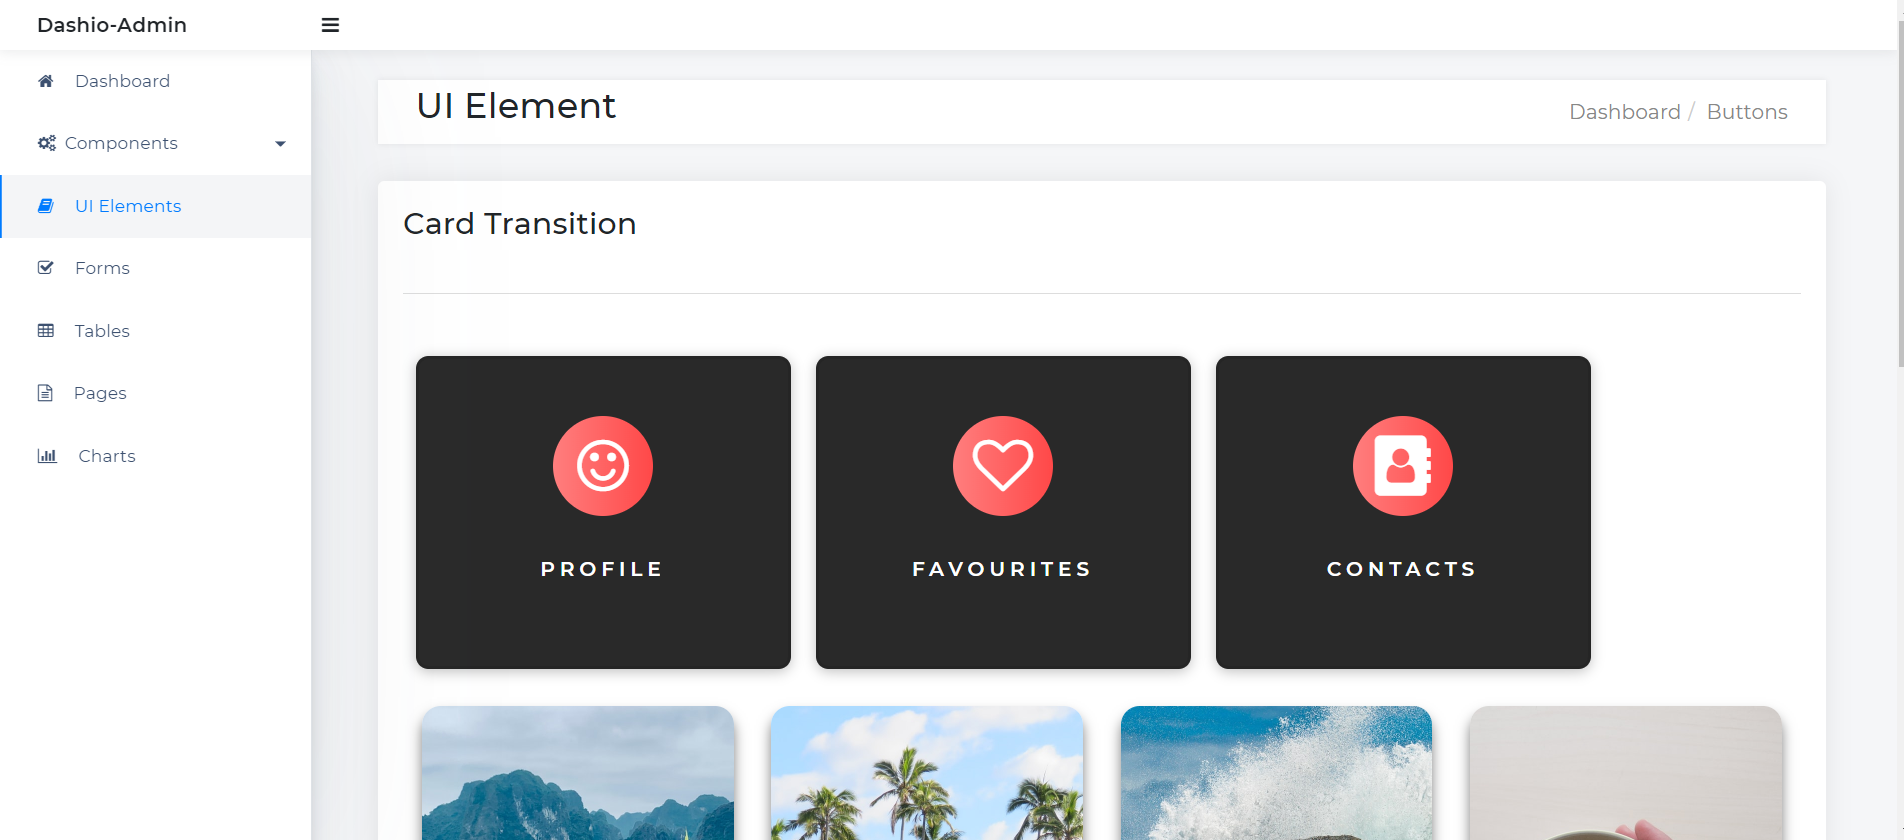 Dashio-Admin
Dashboard
Components
UI Elements
Forms
Tables
Pages
Charts
UI Element
Dashboard / Buttons
Card Transition
PROFILE
FAVOURITES
CONTACTS